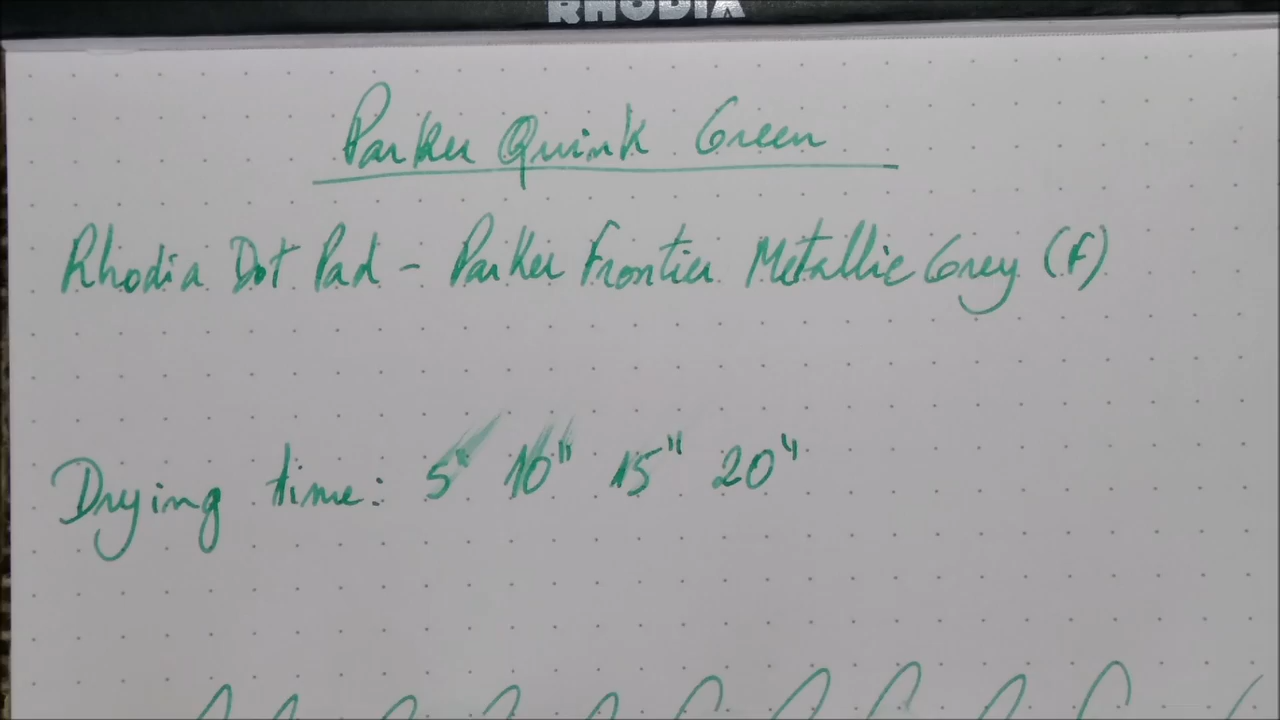 RHODIA
Parker Quink Green
Rhodia Dot Pad - Parker Frontier Metallic Grey (F)
Drying time: 5" 10" 15" 20"